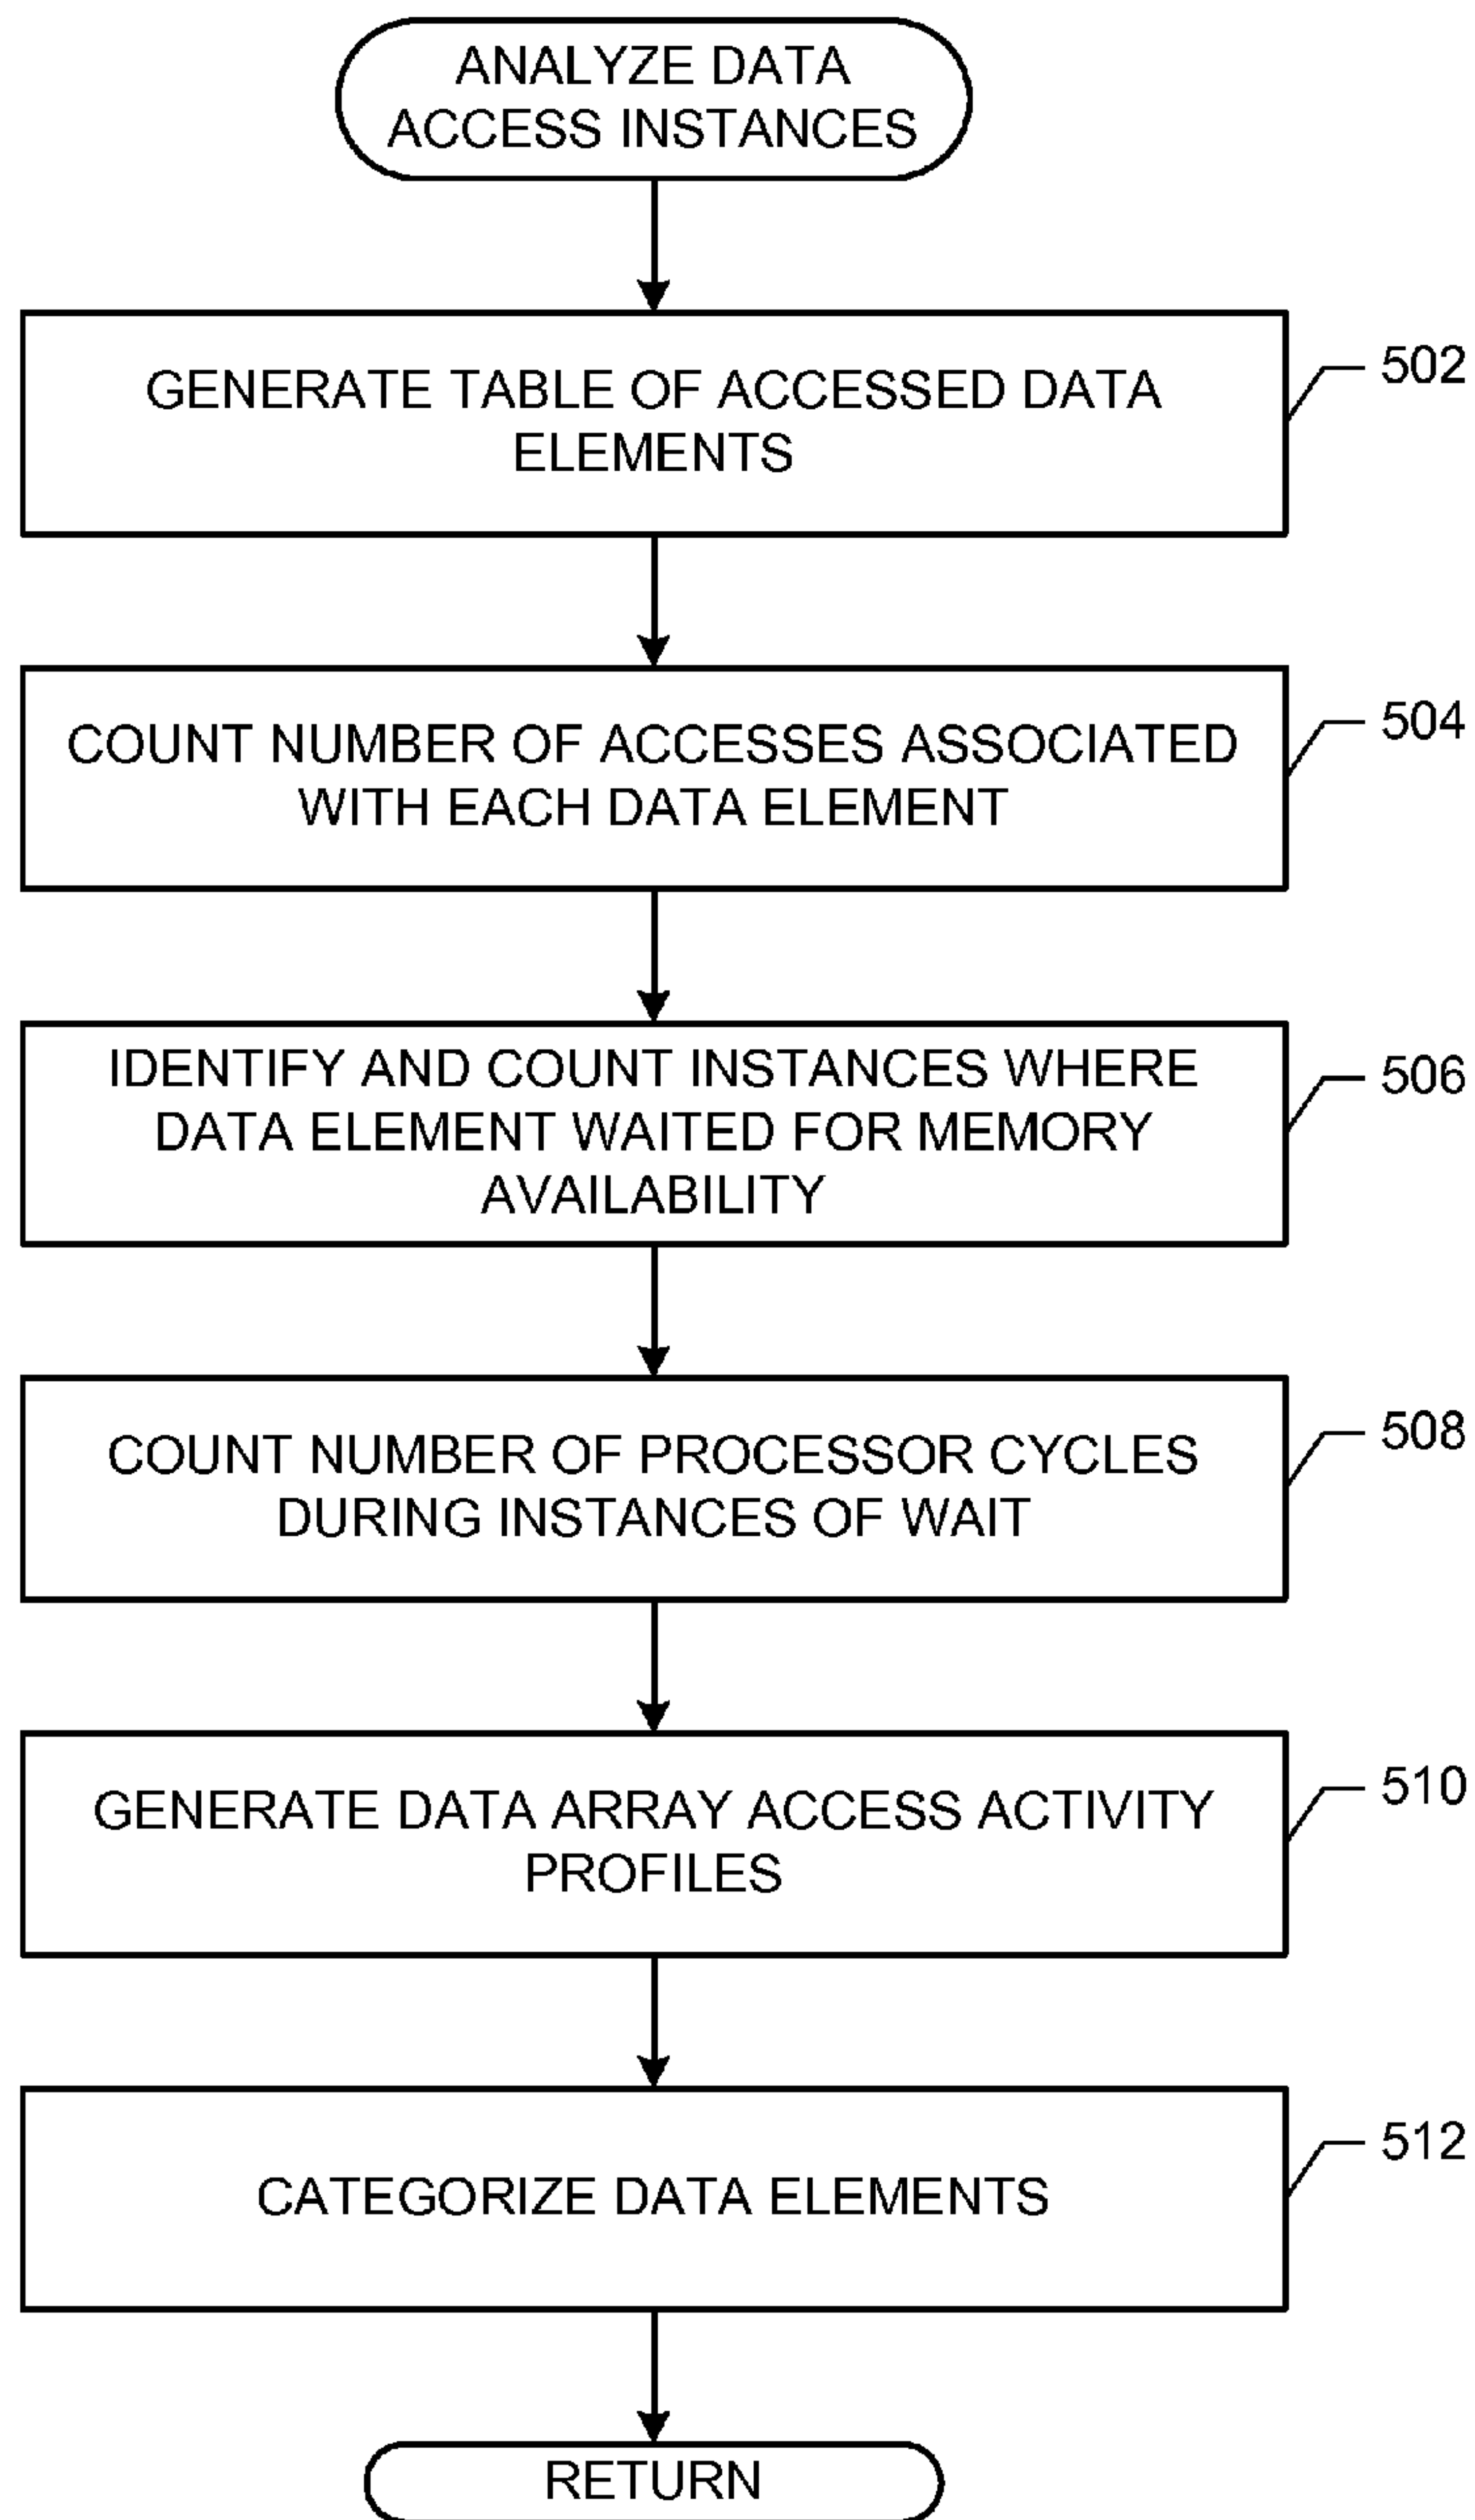 ANALYZE DATA
ACCESS INSTANCES
GENERATE TABLE OF ACCESSED DATA
ELEMENTS
502
COUNT NUMBER OF ACCESSES ASSOCIATED
WITH EACH DATA ELEMENT
504
IDENTIFY AND COUNT INSTANCES WHERE
DATA ELEMENT WAITED FOR MEMORY
AVAILABILITY
506
COUNT NUMBER OF PROCESSOR CYCLES
DURING INSTANCES OF WAIT
508
GENERATE DATA ARRAY ACCESS ACTIVITY
PROFILES
510
CATEGORIZE DATA ELEMENTS
512
RETURN